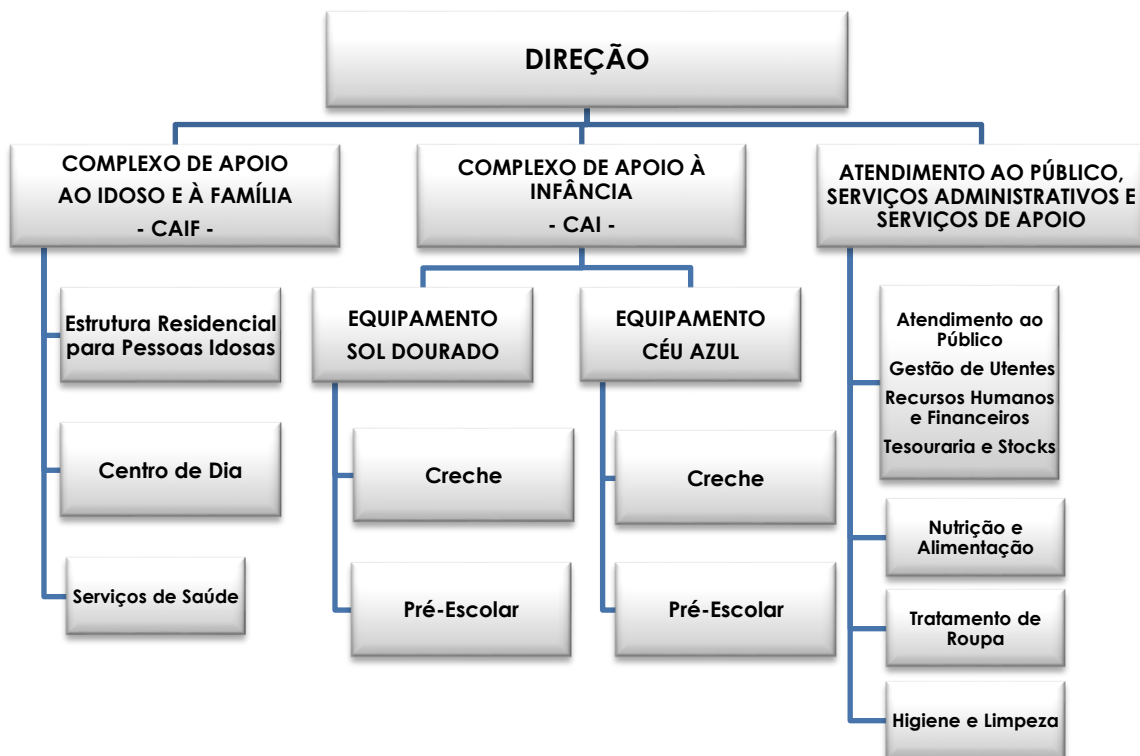 DIREÇÃO
COMPLEXO DE APOIO
AO IDOSO E À FAMÍLIA
- CAIF -
Estrutura Residencial
para Pessoas Idosas
Centro de Dia
Serviços de Saúde
COMPLEXO DE APOIO À
INFÂNCIA
- CAI -
EQUIPAMENTO
SOL DOURADO
Creche
Pré-Escolar
EQUIPAMENTO
CÉU AZUL
Creche
Pré-Escolar
ATENDIMENTO AO PÚBLICO,
SERVIÇOS ADMINISTRATIVOS E
SERVIÇOS DE APOIO
Atendimento ao
Público
Gestão de Utentes
Recursos Humanos
e Financeiros
Tesouraria e Stocks
Nutrição e
Alimentação
Tratamento de
Roupa
Higiene e Limpeza